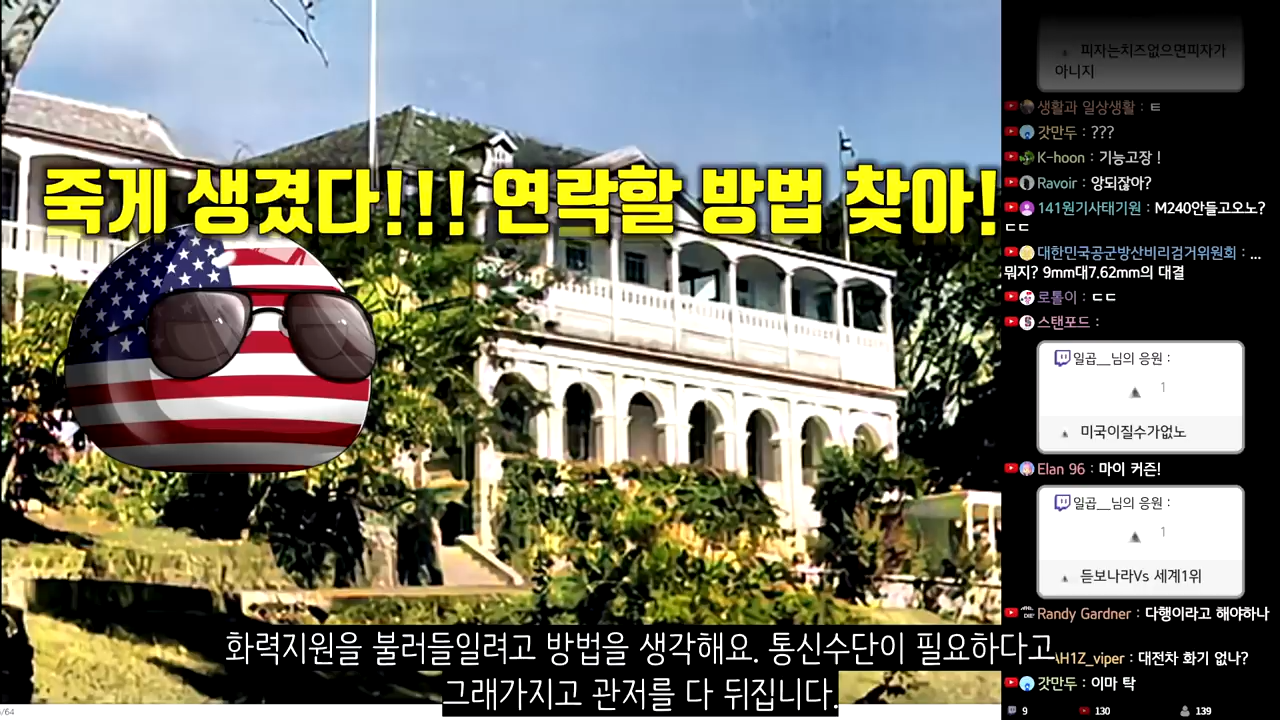 죽게 생겼다!!! 연락할 방법 찾아!
화력지원을 불러들일려고 방법을 생각해요. 통신수단이 필요하다고
그래가지고 관저를 다 뒤집니다.
/64
피자는치즈없으면피자가
아니지
생활과 일상생활 : ㅌ
갓만두 : ???
K-hoon : 기능고장 !
Ravoir : 앙되잖아?
141원기사태기원 : M240안들고오노?
ㄷㄷ
대한민국공군방산비리검거위원회 : ...
뭐지? 9mm대7.62mm의 대결
로톨이 : ㄷㄷ
스탠포드 :
일곱__님의 응원 :
1
미국이질수가없노
Elan 96 : 마이 커즌!
일곱__님의 응원 :
1
듣보나라Vs 세계1위
Randy Gardner : 다행이라고 해야하나
AH1Z_viper : 대전차 화기 없나?
갓만두 : 이마 탁
9 130 139